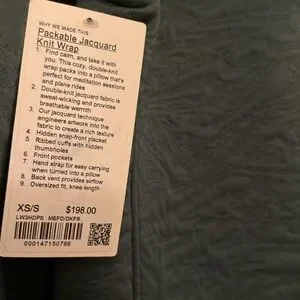 WHY WE MADE THIS
Packable Jacquard
Knit Wrap
1. Find calm, and take it with
you. This cozy, double-knit
wrap packs into a pillow that's
perfect for meditation sessions
and plane rides
2. Double-knit jacquard fabric is
sweat-wicking and provides
breathable warmth
3. Our jacquard technique
engineers artwork into the
fabric to create a rich texture
4. Hidden snap-front placket
5. Ribbed cuffs with hidden
thumbholes
6. Front pockets
7. Hand strap for easy carrying
when turned into a pillow
8. Back vent provides airflow
9. Oversized fit, knee length
XS/S $198.00
LW3HDPS MEFO/DKFR
000147150766